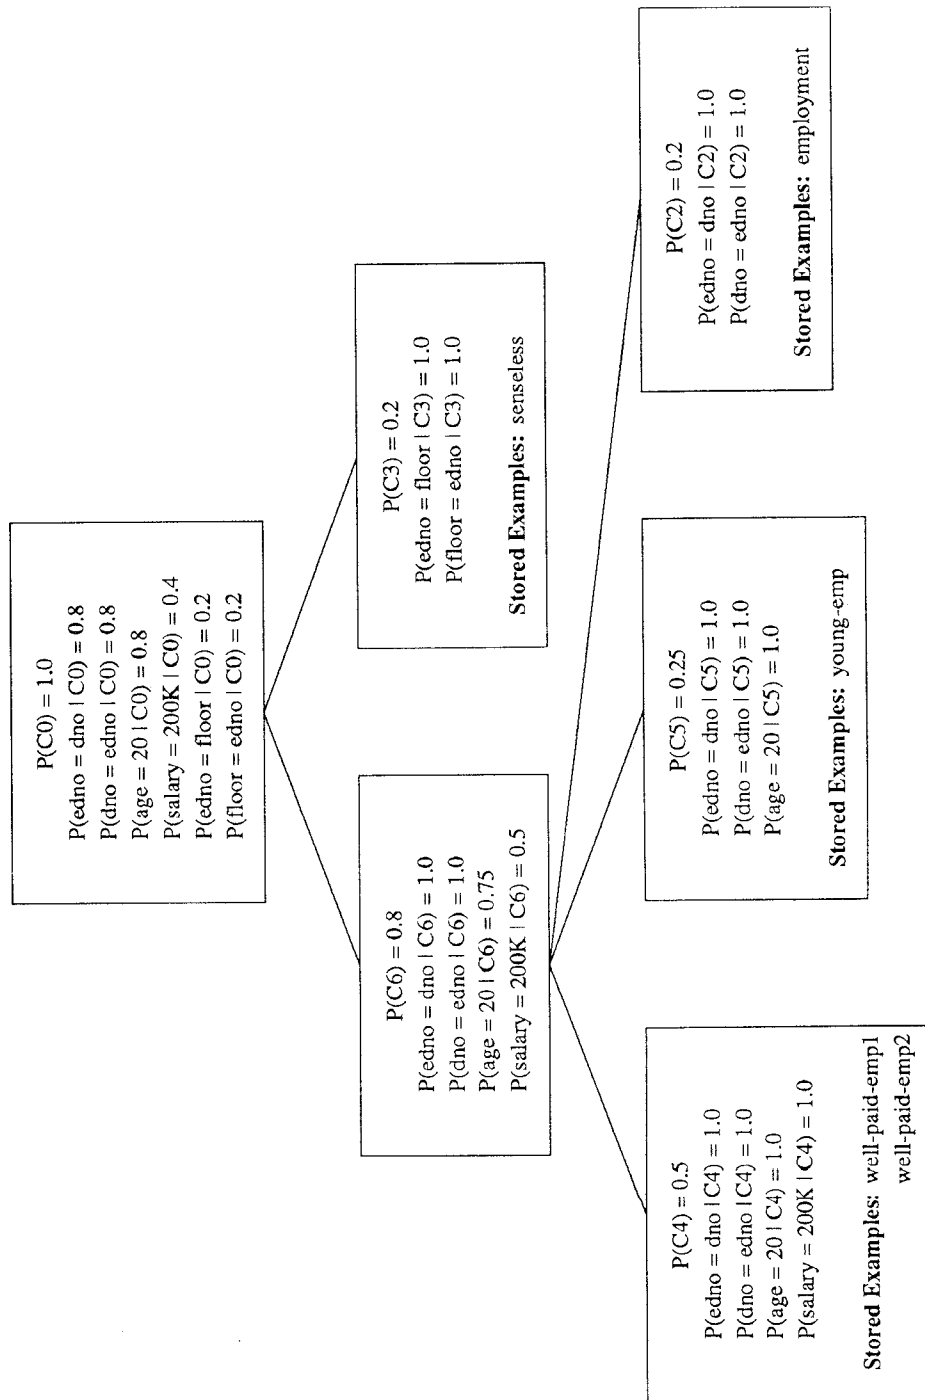 P(C0) = 1.0
P(edno = dno | C0) = 0.8
P(dno = edno | C0) = 0.8
P(age = 20 | C0) = 0.8
P(salary = 200K | C0) = 0.4
P(edno = floor | C0) = 0.2
P(floor = edno | C0) = 0.2
P(C6) = 0.8
P(edno = dno | C6) = 1.0
P(dno = edno | C6) = 1.0
P(age = 20 | C6) = 0.75
P(salary = 200K | C6) = 0.5
P(C3) = 0.2
P(edno = floor | C3) = 1.0
P(floor = edno | C3) = 1.0
Stored Examples: senseless
P(C4) = 0.5
P(edno = dno | C4) = 1.0
P(dno = edno | C4) = 1.0
P(age = 20 | C4) = 1.0
P(salary = 200K | C4) = 1.0
Stored Examples: well-paid-emp1
well-paid-emp2
P(C5) = 0.25
P(edno = dno | C5) = 1.0
P(dno = edno | C5) = 1.0
P(age = 20 | C5) = 1.0
Stored Examples: young-emp
P(C2) = 0.2
P(edno = dno | C2) = 1.0
P(dno = edno | C2) = 1.0
Stored Examples: employment